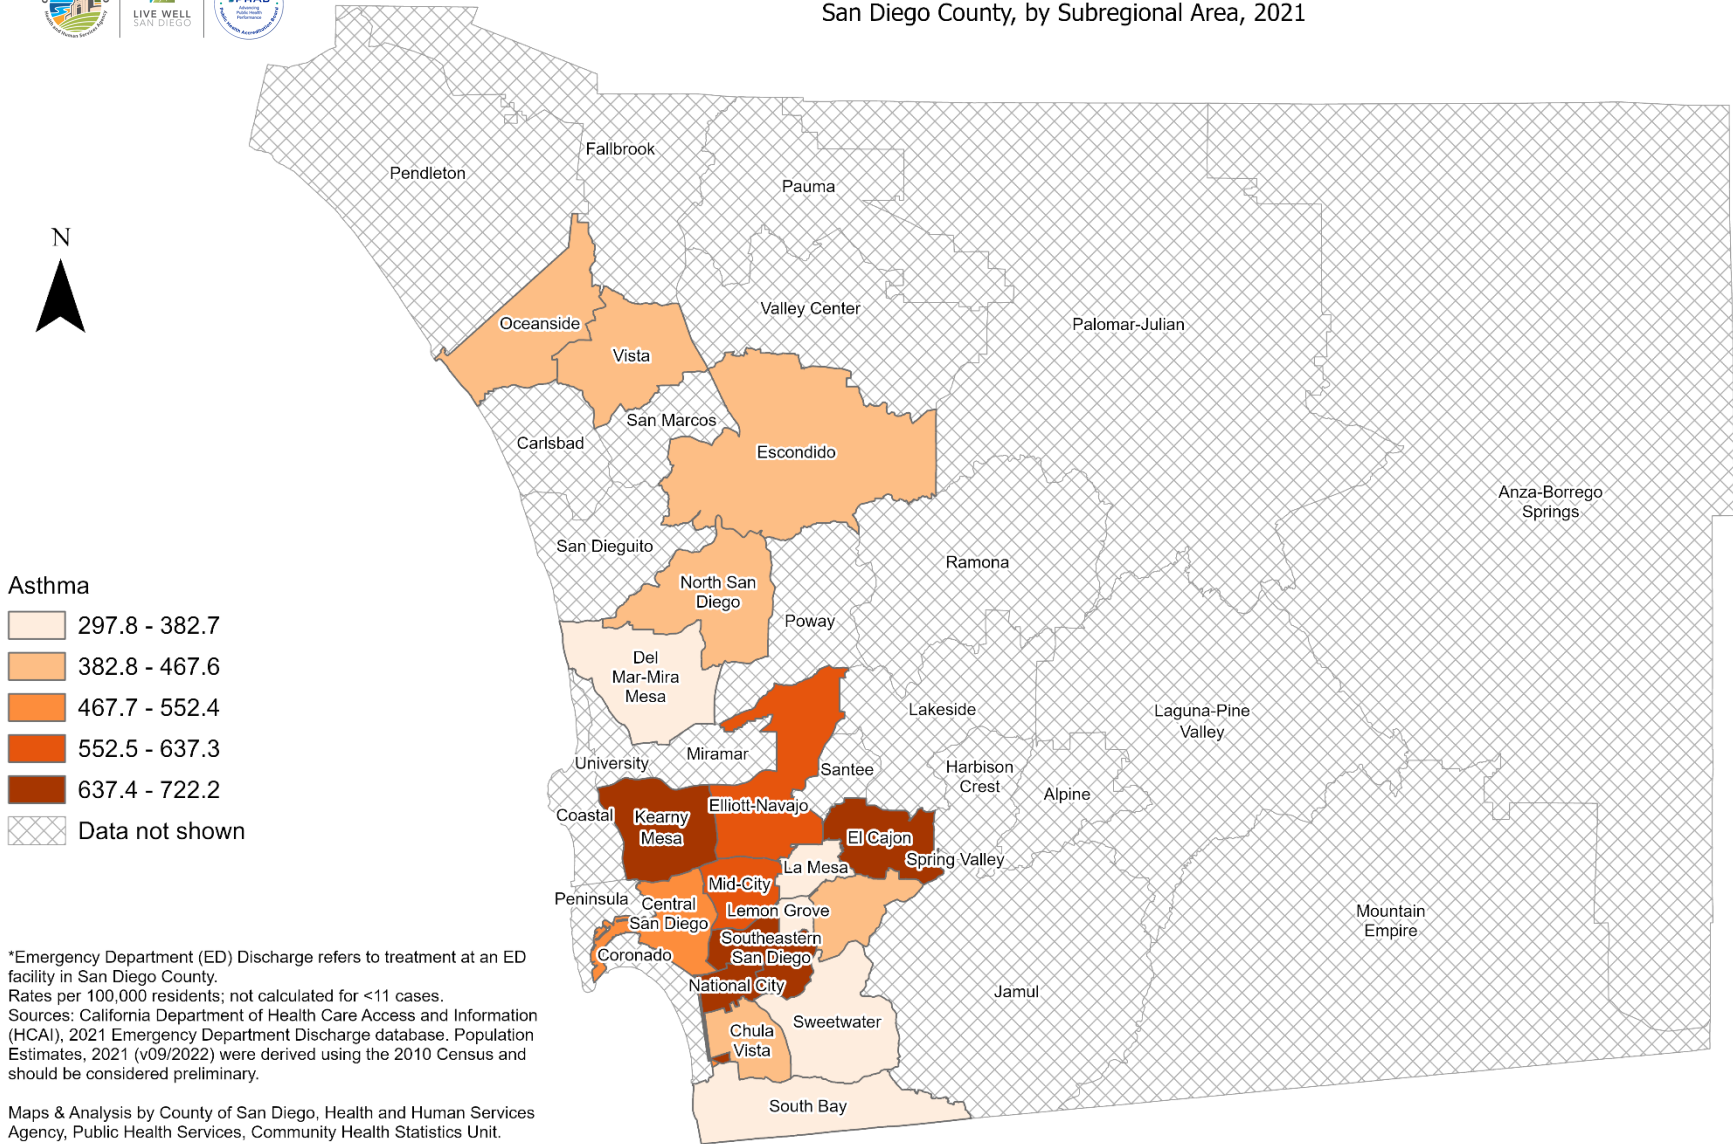 LIVE WELL
SAN DIEGO
San Diego County, by Subregional Area, 2021
Fallbrook
Pendleton
Pauma
N
Valley Center
Oceanside
Palomar-Julian
Vista
San Marcos
Carlsbad
Escondido
Anza-Borrego
Springs
San Dieguito
Ramona
North San
Diego
Poway
Del
Mar-Mira
Mesa
Lakeside
Laguna-Pine
Valley
Miramar
University
Santee
Harbison
Crest
Alpine
Elliott-Navajo
Coastal
Kearny
Mesa
El Cajon
Spring Valley
La Mesa
Mid-City
Peninsula
Central
San Diego
Lemon Grove
Mountain
Empire
Southeastern
San Diego
Coronado
National City
Jamul
Sweetwater
Chula
Vista
South Bay
Asthma
297.8 - 382.7
382.8 - 467.6
467.7 - 552.4
552.5 - 637.3
637.4 - 722.2
Data not shown
*Emergency Department (ED) Discharge refers to treatment at an ED
facility in San Diego County.
Rates per 100,000 residents; not calculated for <11 cases.
Sources: California Department of Health Care Access and Information
(HCAI), 2021 Emergency Department Discharge database. Population
Estimates, 2021 (v09/2022) were derived using the 2010 Census and
should be considered preliminary.
Maps & Analysis by County of San Diego, Health and Human Services
Agency, Public Health Services, Community Health Statistics Unit.